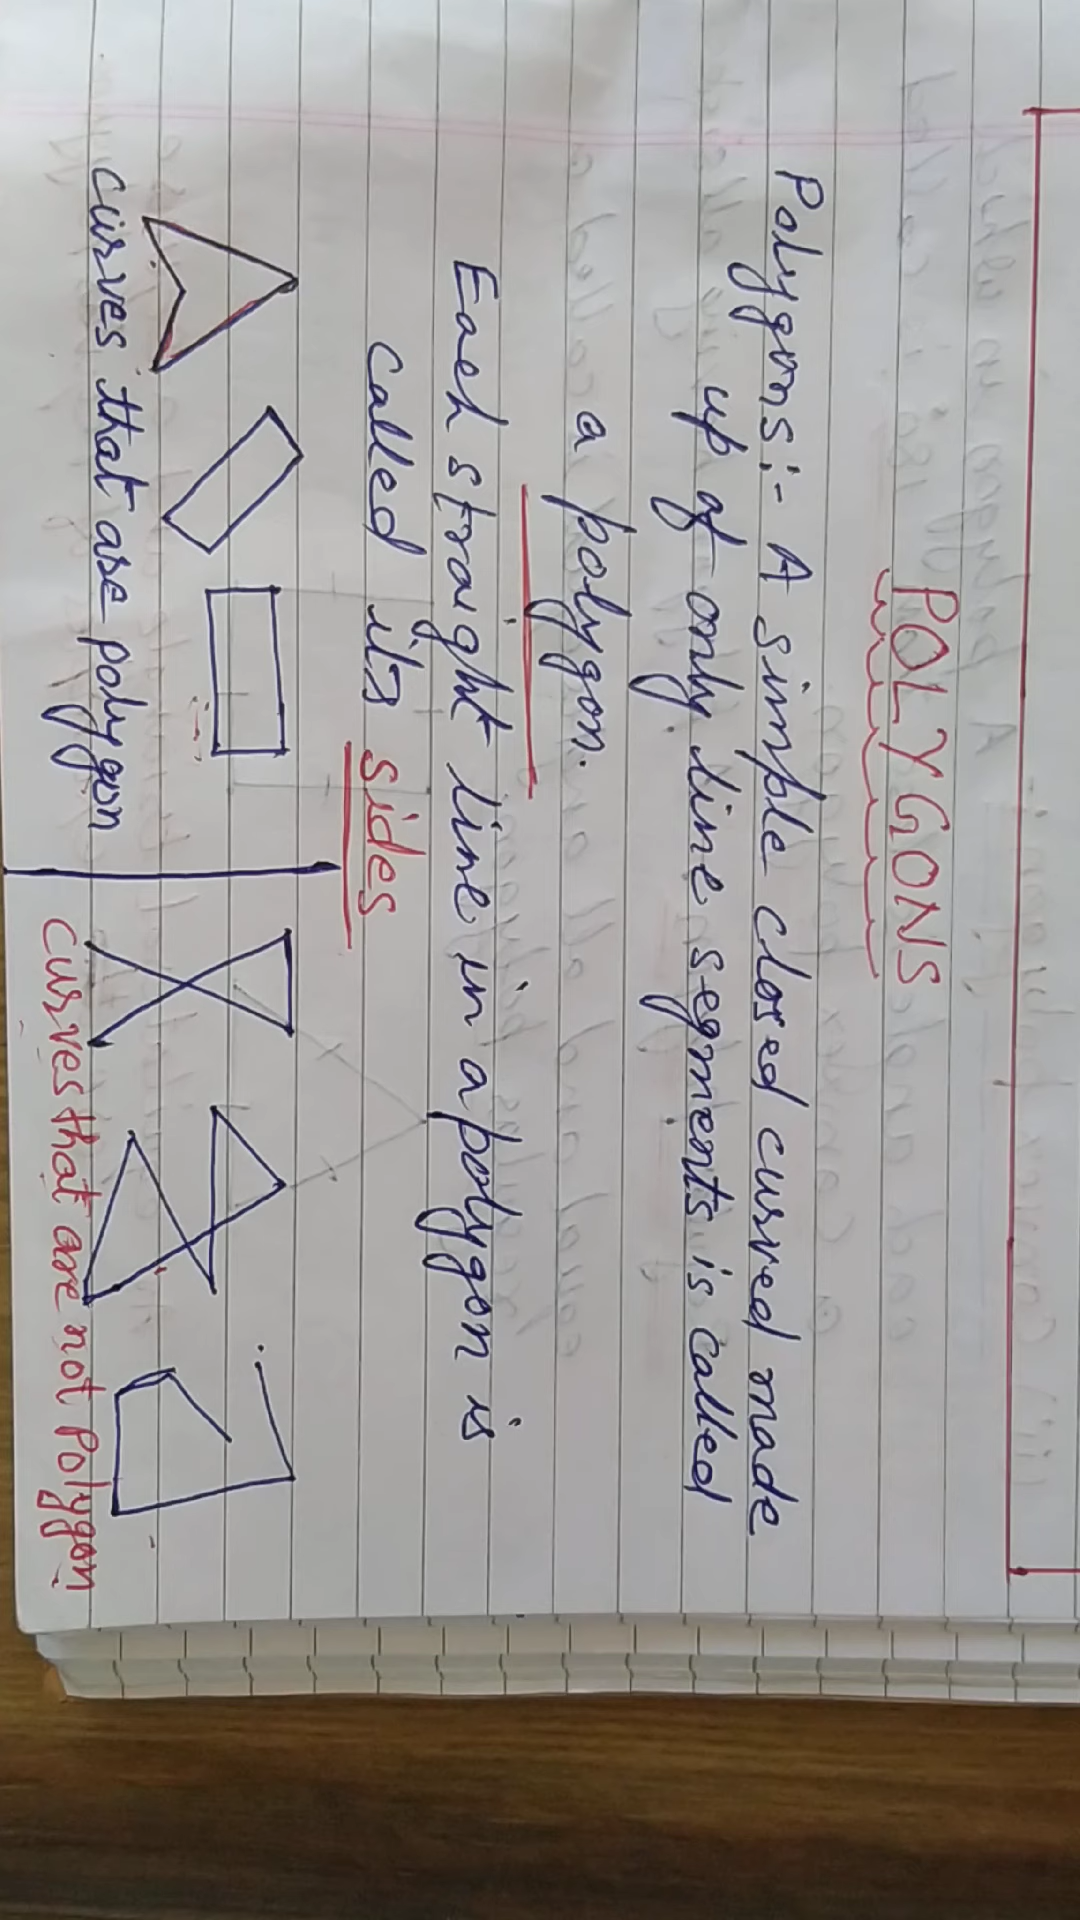 POLYGONS
Polygons:- A simple closed curved made
up of only line segments is called
a polygon.
Each straight line in a polygon is
called its sides
curves that are polygon
curves that are not Polygon